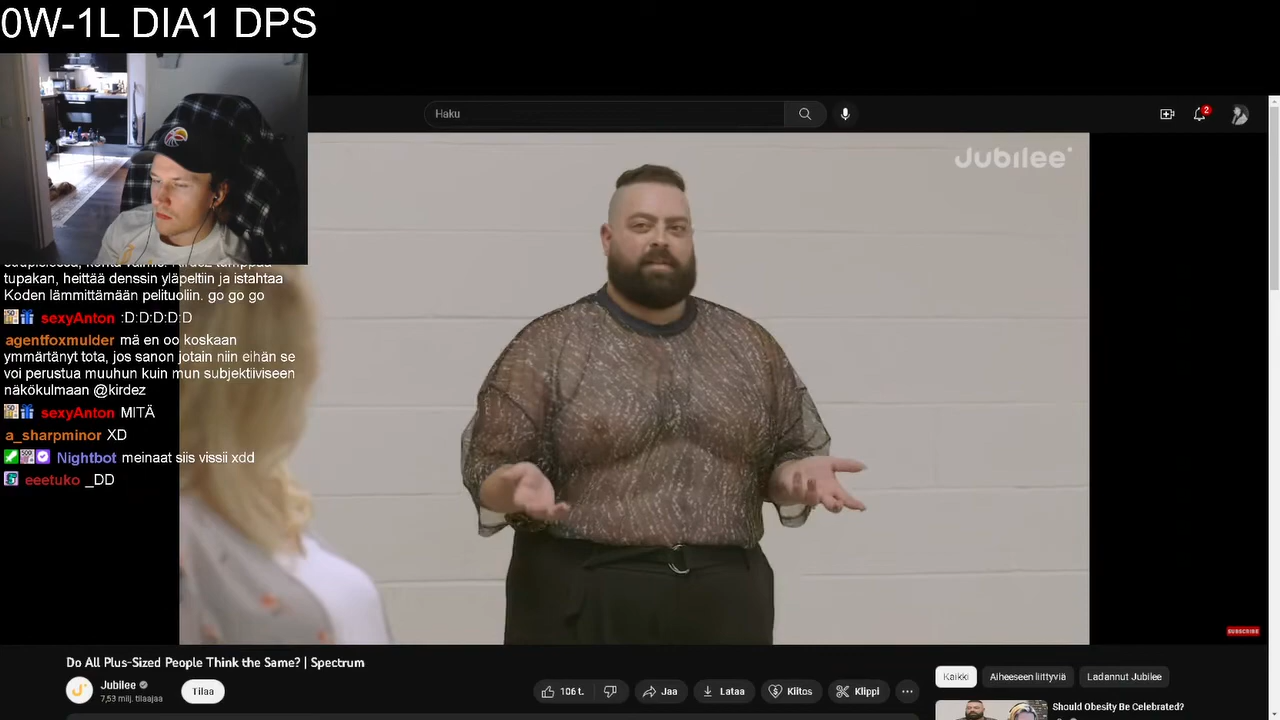 0W-1L DIA1 DPS
Haku
2
Jubilee
tupakan, heittää denssin yläpeltiin ja istahtaa
Koden lämmittämään pelituoliin. go go go
sexyAnton :D:D:D:D:D
agentfoxmulder mä en oo koskaan
ymmärtänyt tota, jos sanon jotain niin eihän se
voi perustua muuhun kuin mun subjektiiviseen
näkökulmaan @kirdez
sexyAnton MITÄ
a_sharpminor XD
Nightbot meinaat siis vissii xdd
eeetuko _DD
SUBSCRIBE
Do All Plus-Sized People Think the Same? | Spectrum
Jubilee
7,53 milj. tilaajaa
Tilaa
106 t.
Jaa
Lataa
Kiitos
Klippi
Kaikki
Aiheeseen liittyviä
Ladannut Jubilee
Should Obesity Be Celebrated?